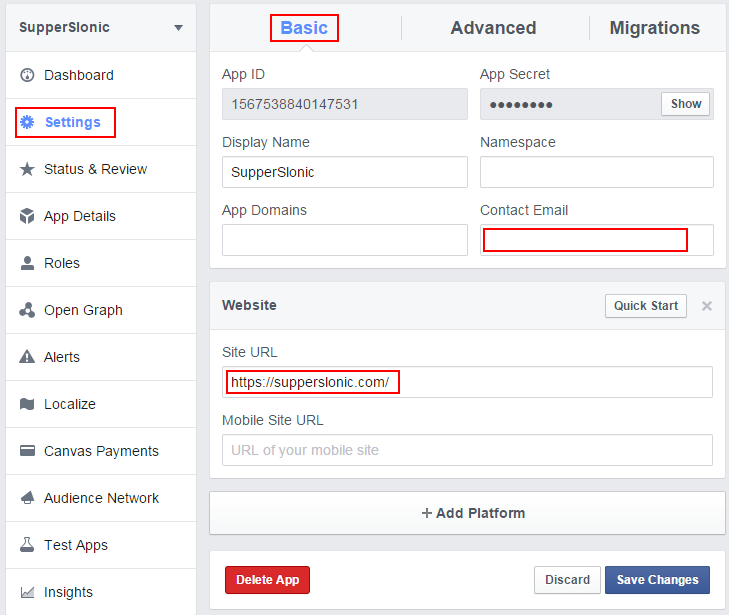 SupperSlonic
Dashboard
Settings
Status & Review
App Details
Roles
Open Graph
Alerts
Localize
Canvas Payments
Audience Network
Test Apps
Insights
Basic Advanced Migrations
App ID App Secret
1567538840147531 ●●●●●●●● Show
Display Name Namespace
SupperSlonic
App Domains Contact Email
Website Quick Start ×
Site URL
https://supperslonic.com/
Mobile Site URL
URL of your mobile site
+ Add Platform
Delete App Discard Save Changes